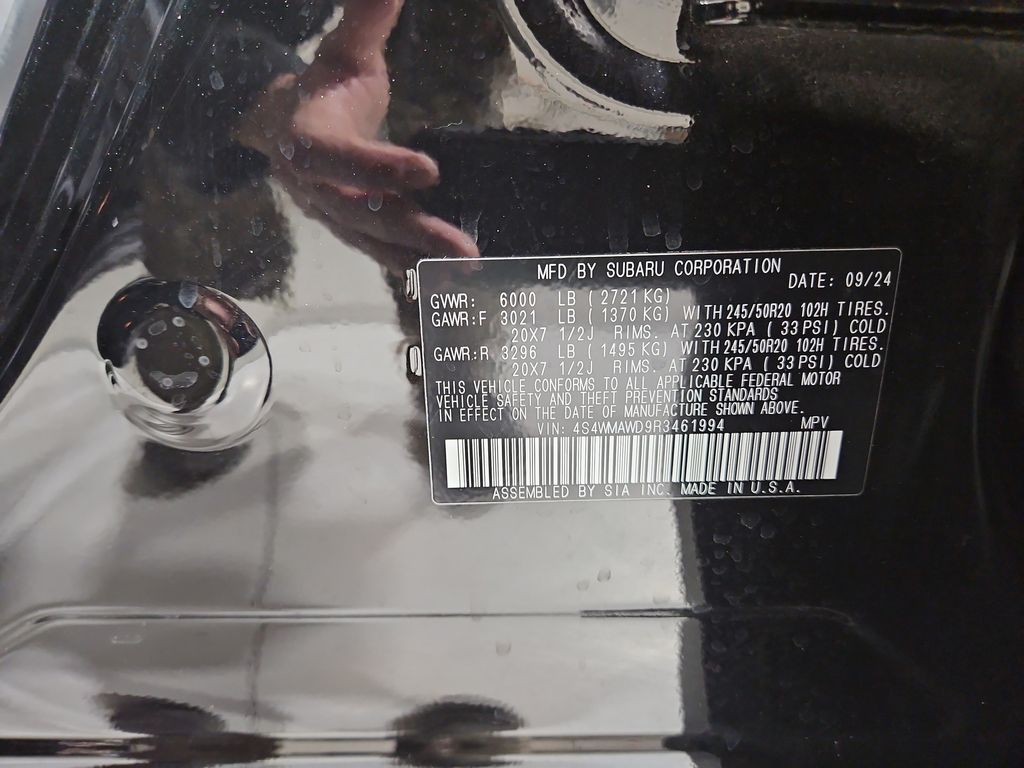 MFD BY SUBARU CORPORATION
DATE: 09/24
GVWR: 6000 LB ( 2721 KG)
GAWR:F 3021 LB ( 1370 KG) WITH 245/50R20 102H TIRES.
20X7 1/2J RIMS. AT 230 KPA ( 33 PSI) COLD
GAWR:R 3296 LB ( 1495 KG) WITH 245/50R20 102H TIRES.
20X7 1/2J RIMS. AT 230 KPA ( 33 PSI) COLD
THIS VEHICLE CONFORMS TO ALL APPLICABLE FEDERAL MOTOR
VEHICLE SAFETY AND THEFT PREVENTION STANDARDS
IN EFFECT ON THE DATE OF MANUFACTURE SHOWN ABOVE.
VIN: 4S4WMAWD9R3461994 MPV
ASSEMBLED BY SIA INC. MADE IN U.S.A.